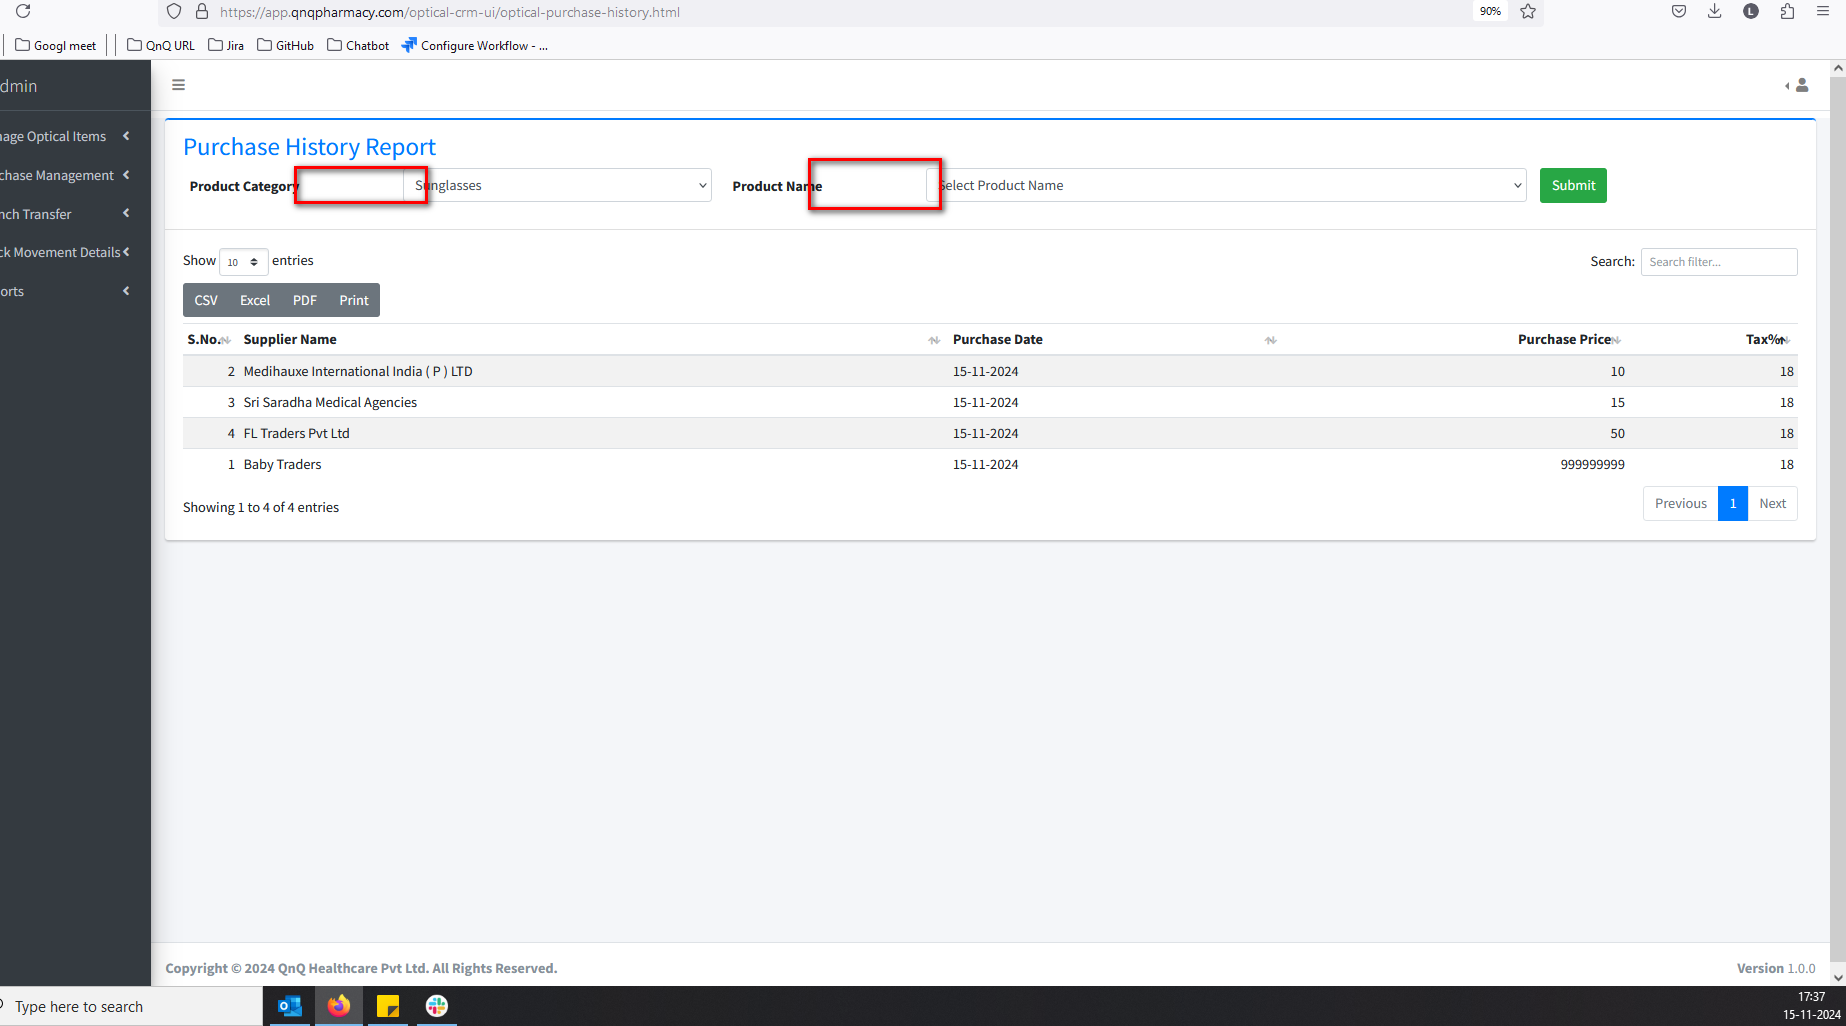 https://app.qnqpharmacy.com/optical-crm-ui/optical-purchase-history.html 90% L
Googl meet QnQ URL Jira GitHub Chatbot Configure Workflow - ...
dmin
nage Optical Items
chase Management
nch Transfer
ck Movement Details
orts
Purchase History Report
Product Category Sunglasses Product Name Select Product Name Submit
Show 10 entries Search: Search filter...
CSV Excel PDF Print
S.No. Supplier Name Purchase Date Purchase Price Tax%
2 Medihauxe International India ( P ) LTD 15-11-2024 10 18
3 Sri Saradha Medical Agencies 15-11-2024 15 18
4 FL Traders Pvt Ltd 15-11-2024 50 18
1 Baby Traders 15-11-2024 999999999 18
Showing 1 to 4 of 4 entries Previous 1 Next
Copyright © 2024 QnQ Healthcare Pvt Ltd. All Rights Reserved. Version 1.0.0
Type here to search
17:37
15-11-2024